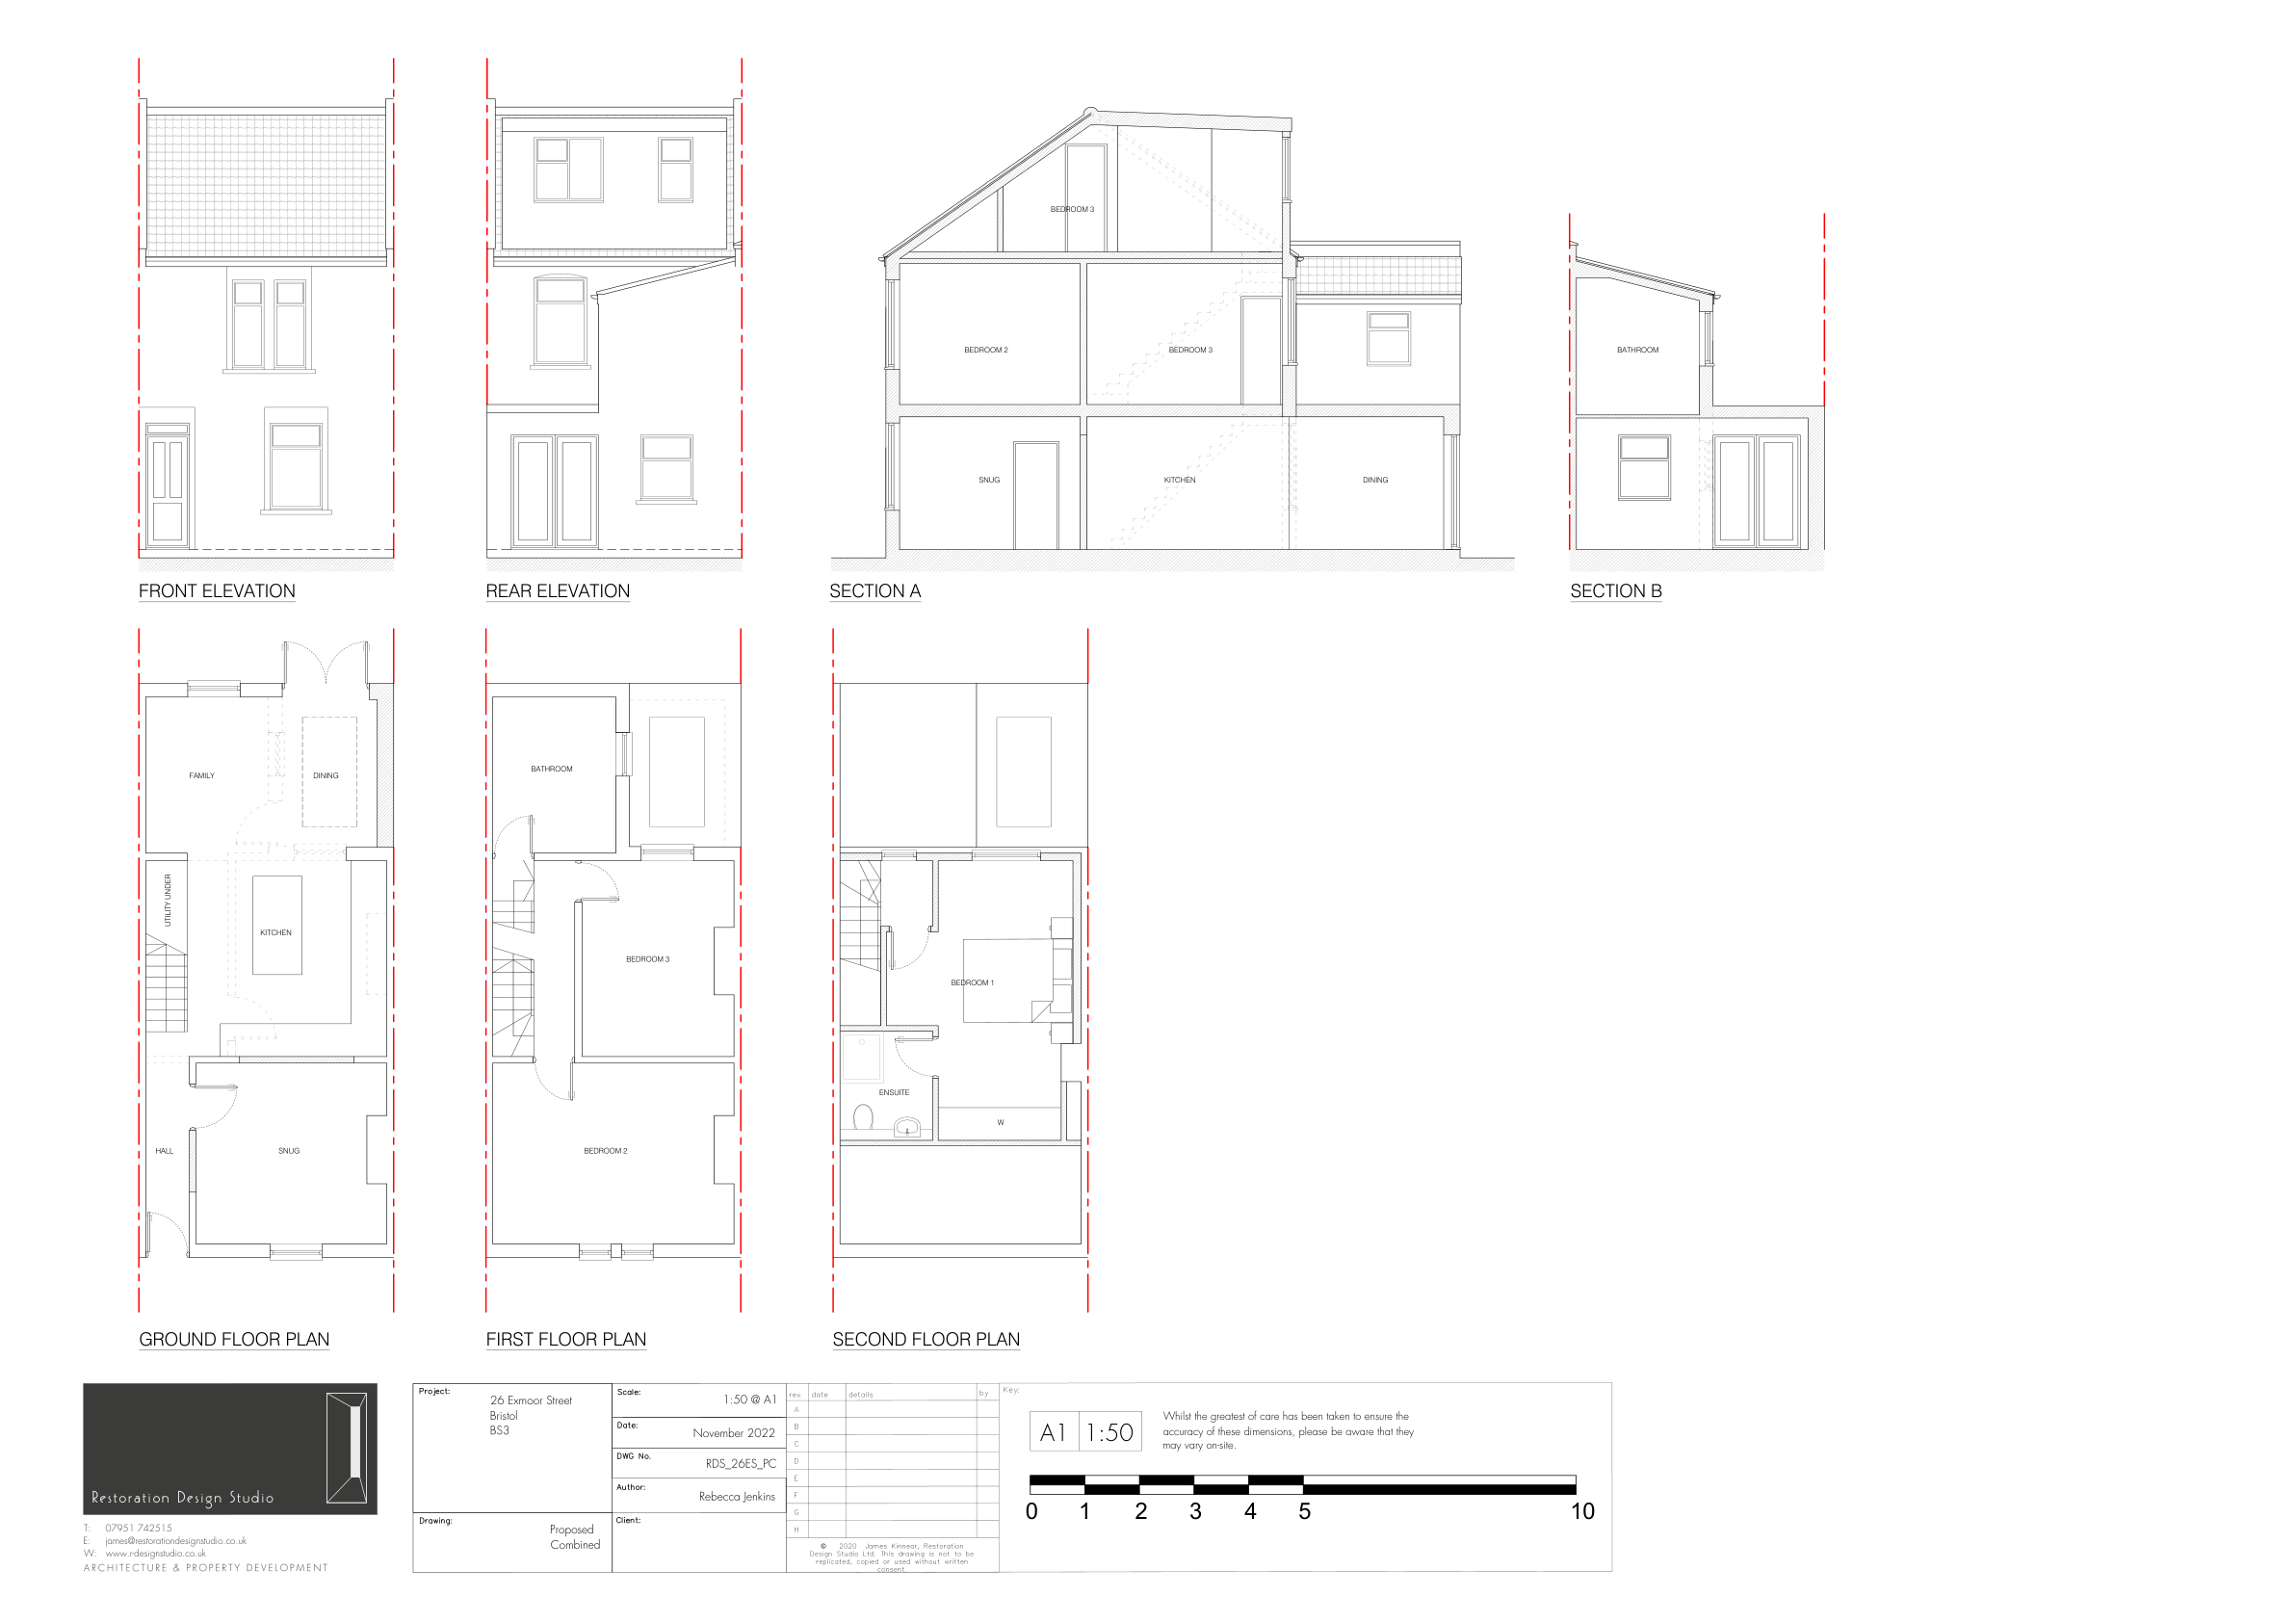 BEDROOM 3
BEDROOM 2
BEDROOM 3
BATHROOM
SNUG
KITCHEN
DINING
FRONT ELEVATION
REAR ELEVATION
SECTION A
SECTION B
FAMILY
DINING
UTILITY UNDER
KITCHEN
HALL
SNUG
BATHROOM
BEDROOM 3
BEDROOM 2
BEDROOM 1
ENSUITE
W
GROUND FLOOR PLAN
FIRST FLOOR PLAN
SECOND FLOOR PLAN
Restoration Design Studio
T: 07951 742515
E: james@restorationdesignstudio.co.uk
W: www.r-designstudio.co.uk
ARCHITECTURE & PROPERTY DEVELOPMENT
Project:
26 Exmoor Street
Bristol
BS3
Drawing:
Proposed
Combined
Scale:
1:50 @ A1
Date:
November 2022
DWG No.
RDS_26ES_PC
Author:
Rebecca Jenkins
Client:
rev. date details by
A
B
C
D
E
F
G
H
© 2020 James Kinnear, Restoration
Design Studio Ltd. This drawing is not to be
replicated, copied or used without written
consent.
Key:
A1 1:50
Whilst the greatest of care has been taken to ensure the
accuracy of these dimensions, please be aware that they
may vary on-site.
0 1 2 3 4 5 10